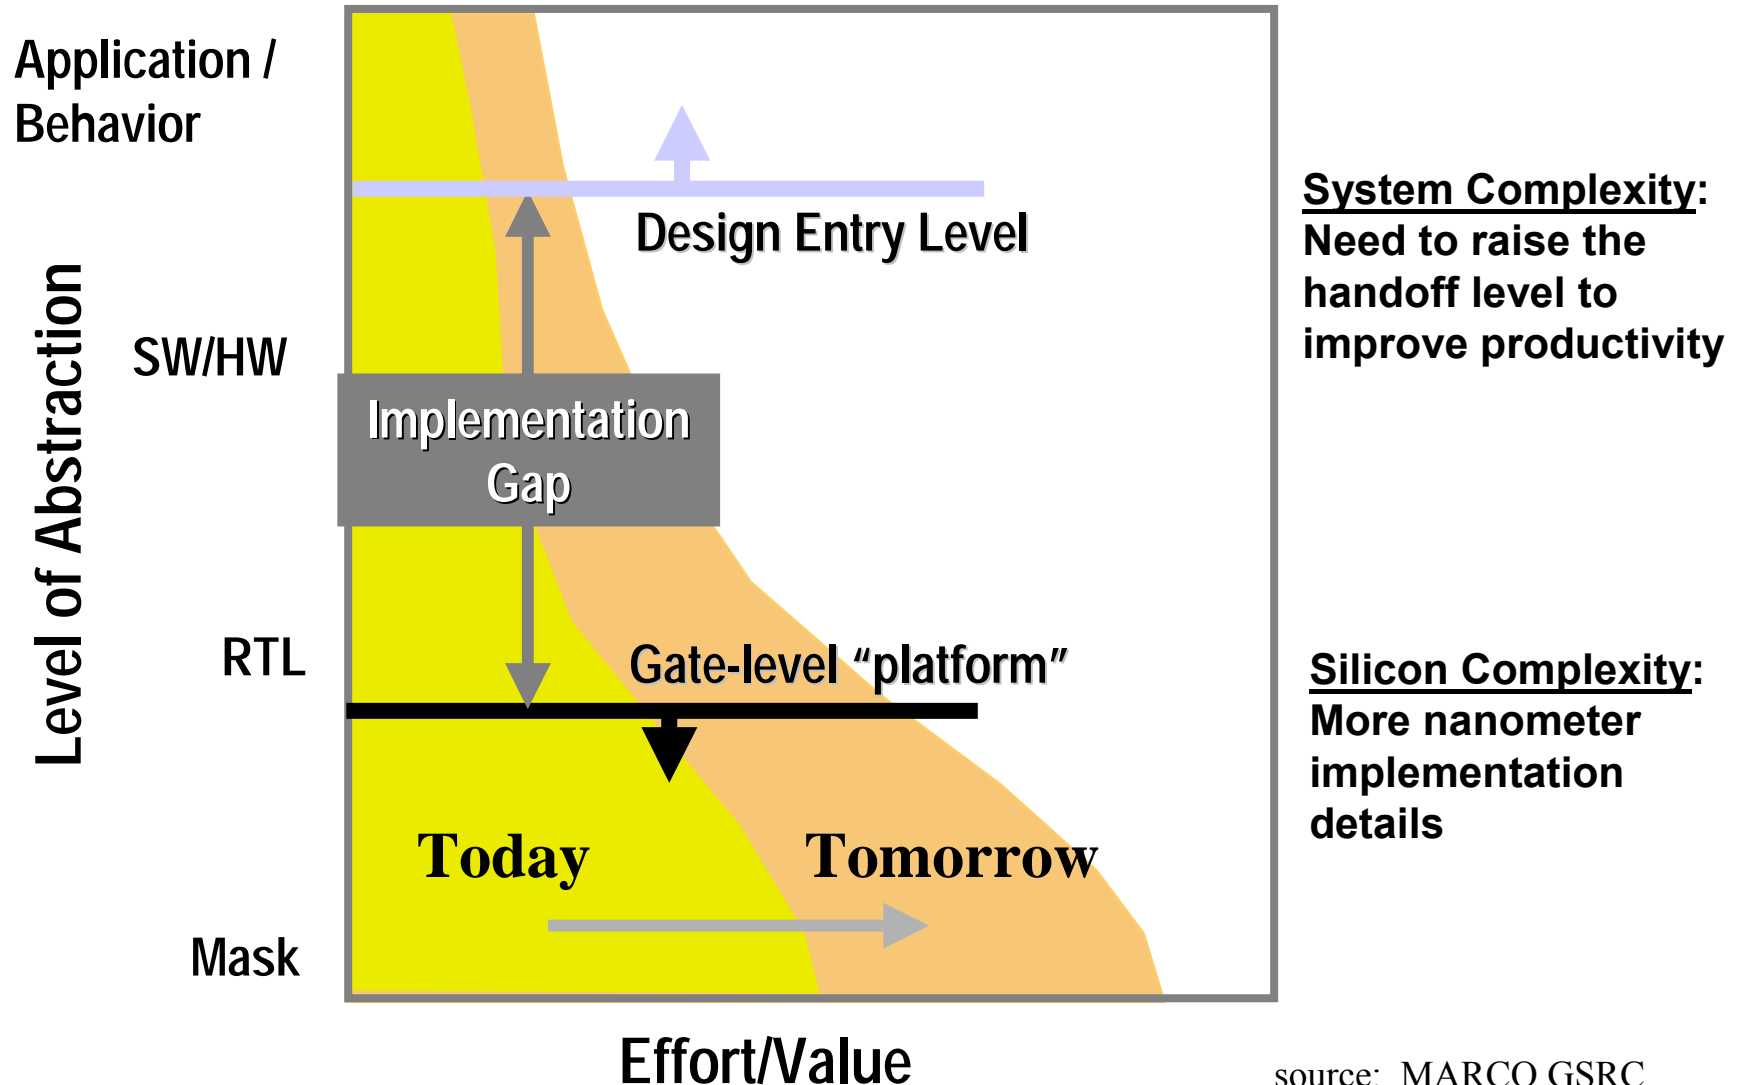 Application /
Behavior
Design Entry Level
System Complexity:
Need to raise the
handoff level to
improve productivity
Level of Abstraction
SW/HW
Implementation
Gap
RTL
Gate-level “platform”
Silicon Complexity:
More nanometer
implementation
details
Today
Tomorrow
Mask
Effort/Value
source: MARCO GSRC